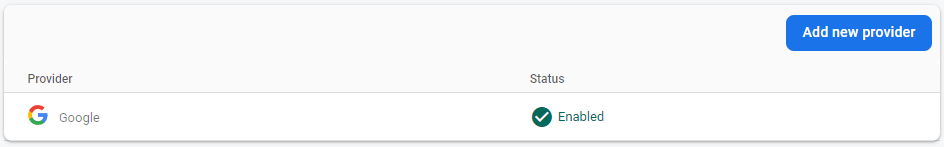 Add new provider
Provider Status
Google Enabled